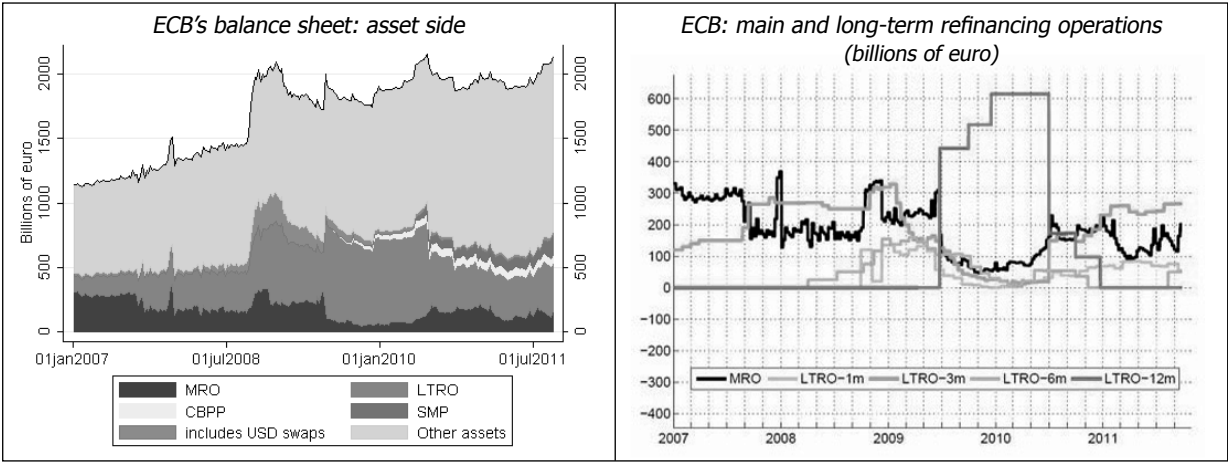 ECB's balance sheet: asset side
Billions of euro
2000
1500
1000
500
0
2000
1500
1000
500
0
01jan2007 01jul2008 01jan2010 01jul2011
MRO LTRO
CBPP SMP
includes USD swaps Other assets
ECB: main and long-term refinancing operations
(billions of euro)
600
500
400
300
200
100
0
−100
−200
−300
−400
MRO LTRO−1m LTRO−3m LTRO−6m LTRO−12m
2007 2008 2009 2010 2011